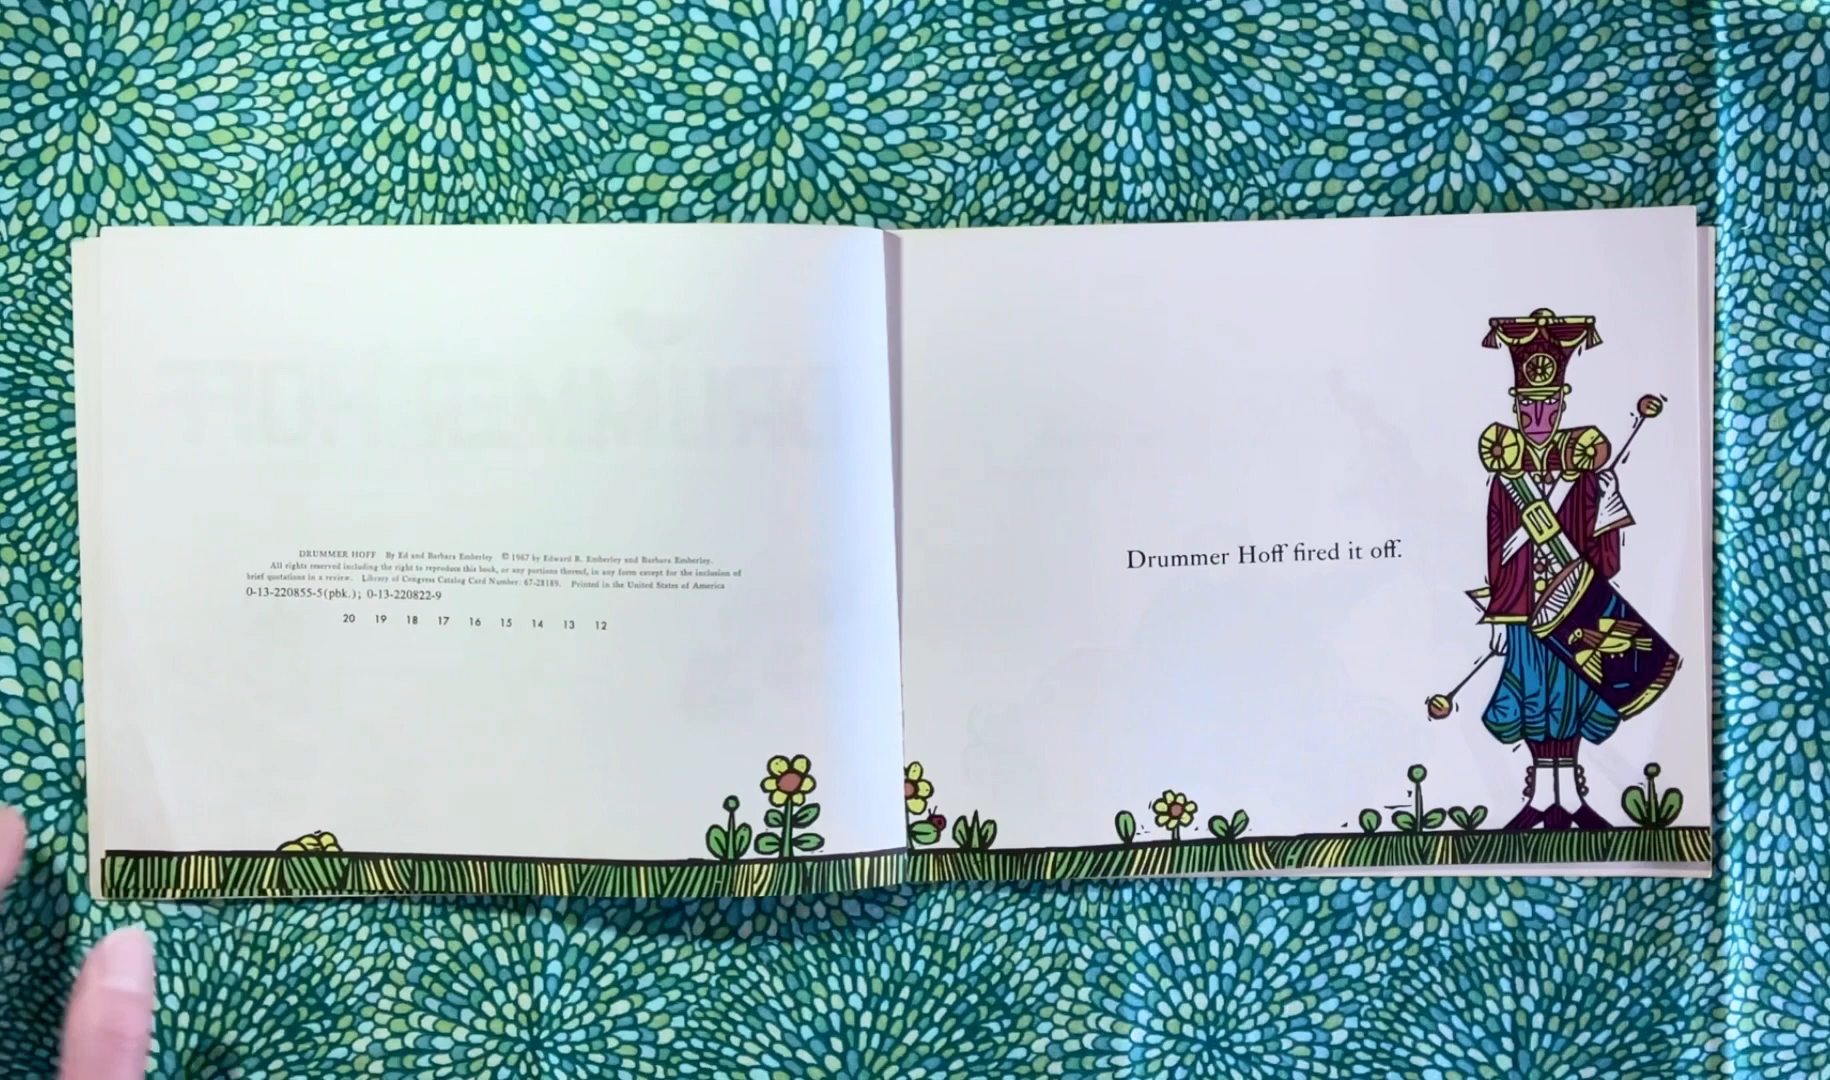 DRUMMER HOFF By Ed and Barbara Emberley © 1967 by Edward R. Emberley and Barbara Emberley.
All rights reserved including the right to reproduce this book, or any portions thereof, in any form except for the inclusion of
brief quotations in a review. Library of Congress Catalog Card Number: 67-28189. Printed in the United States of America
0-13-220855-5(pbk.); 0-13-220822-9
20 19 18 17 16 15 14 13 12
Drummer Hoff fired it off.